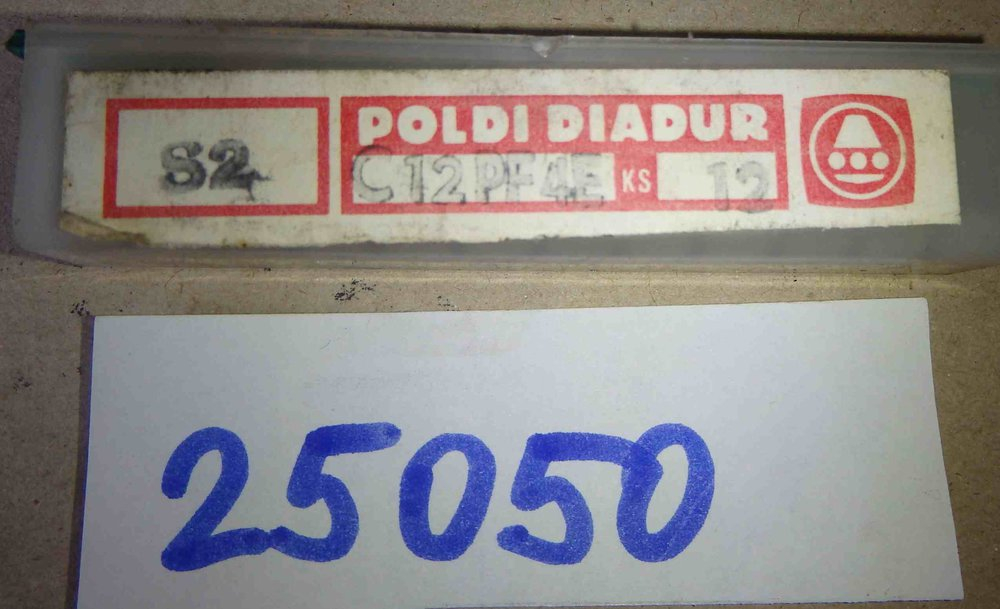 POLDI DIADUR
S2 C12PF4E KS 12
25050